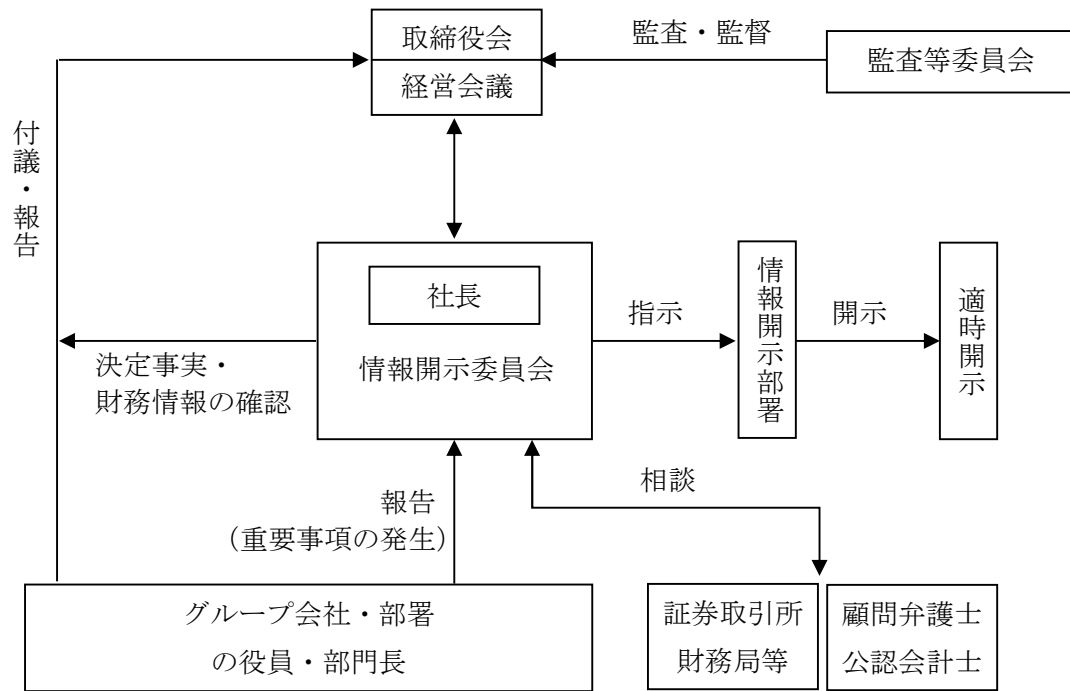 取締役会
経営会議
監査・監督
監査等委員会
付議・報告
社長
情報開示委員会
指示
情報開示部署
開示
適時開示
決定事実・
財務情報の確認
報告
（重要事項の発生）
相談
グループ会社・部署
の役員・部門長
証券取引所
財務局等
顧問弁護士
公認会計士